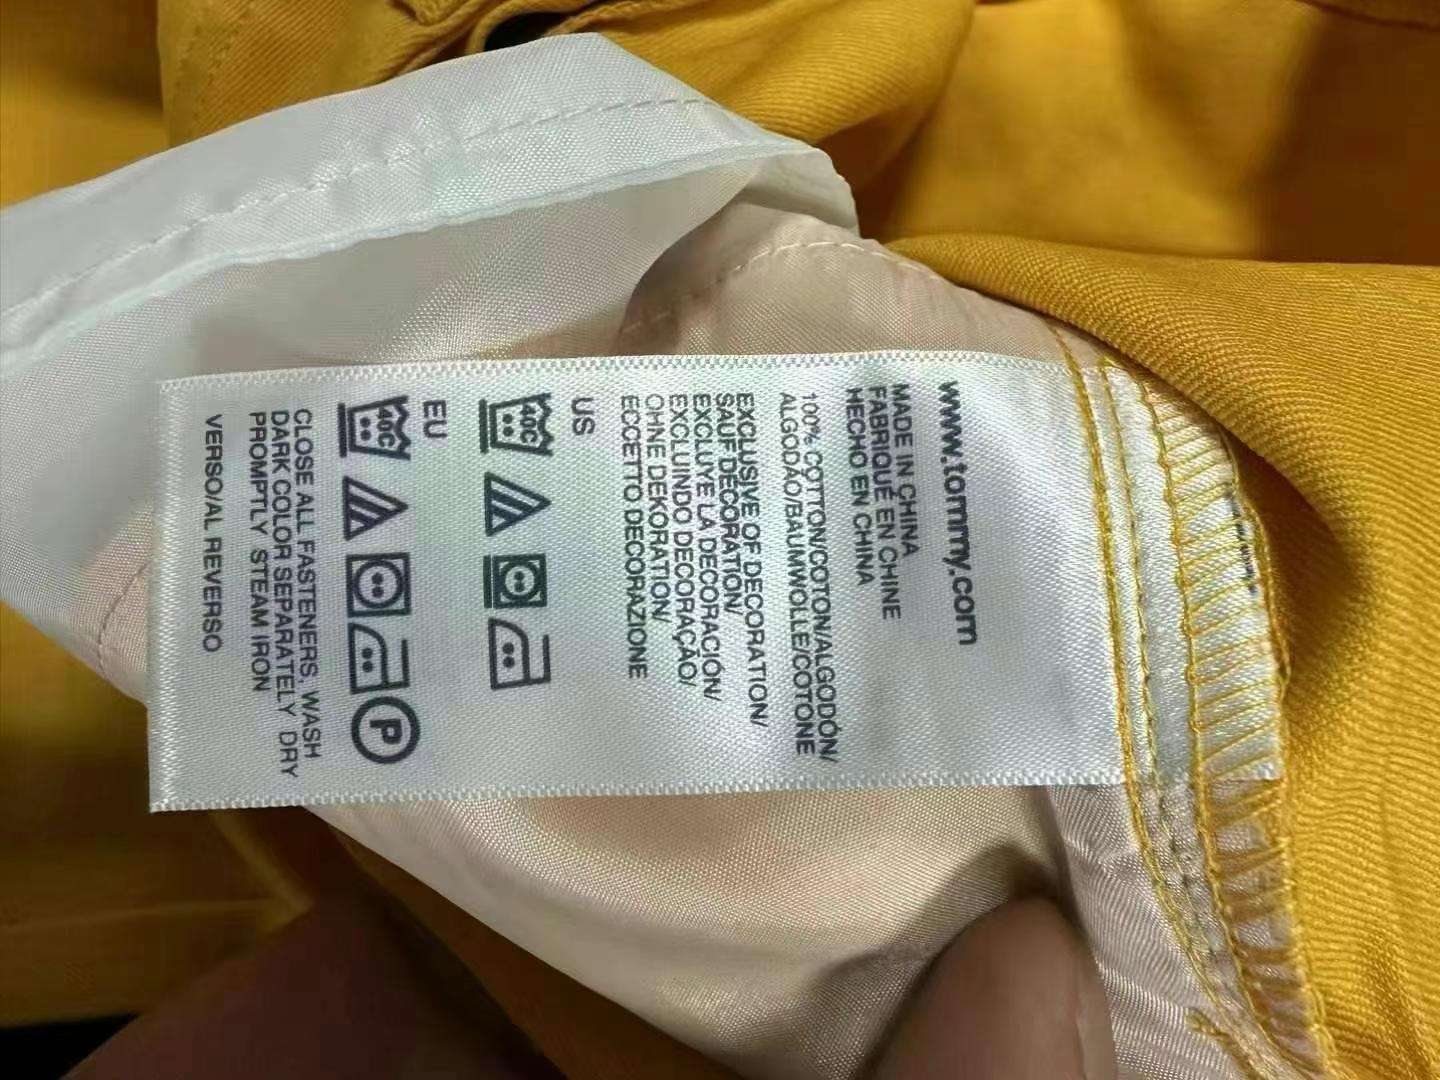 www.tommy.com
MADE IN CHINA
FABRIQUÉ EN CHINE
HECHO EN CHINA
100% COTTON/COTON/ALGODÓN/
ALGODÃO/BAUMWOLLE/COTONE
EXCLUSIVE OF DECORATION/
SAUF DÉCORATION/
EXCLUYE LA DECORACIÓN/
EXCLUINDO DECORAÇÃO/
OHNE DEKORATION/
ECCETTO DECORAZIONE
US
40C
EU
40C
P
CLOSE ALL FASTENERS, WASH
DARK COLOR SEPARATELY DRY
PROMPTLY STEAM IRON
VERSO/AL REVERSO